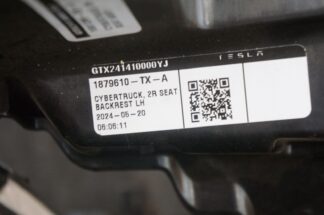 GTX241410000YJ
TESLA
1879610-TX-A
CYBERTRUCK, 2R SEAT
BACKREST LH
2024-05-20
06:06:11